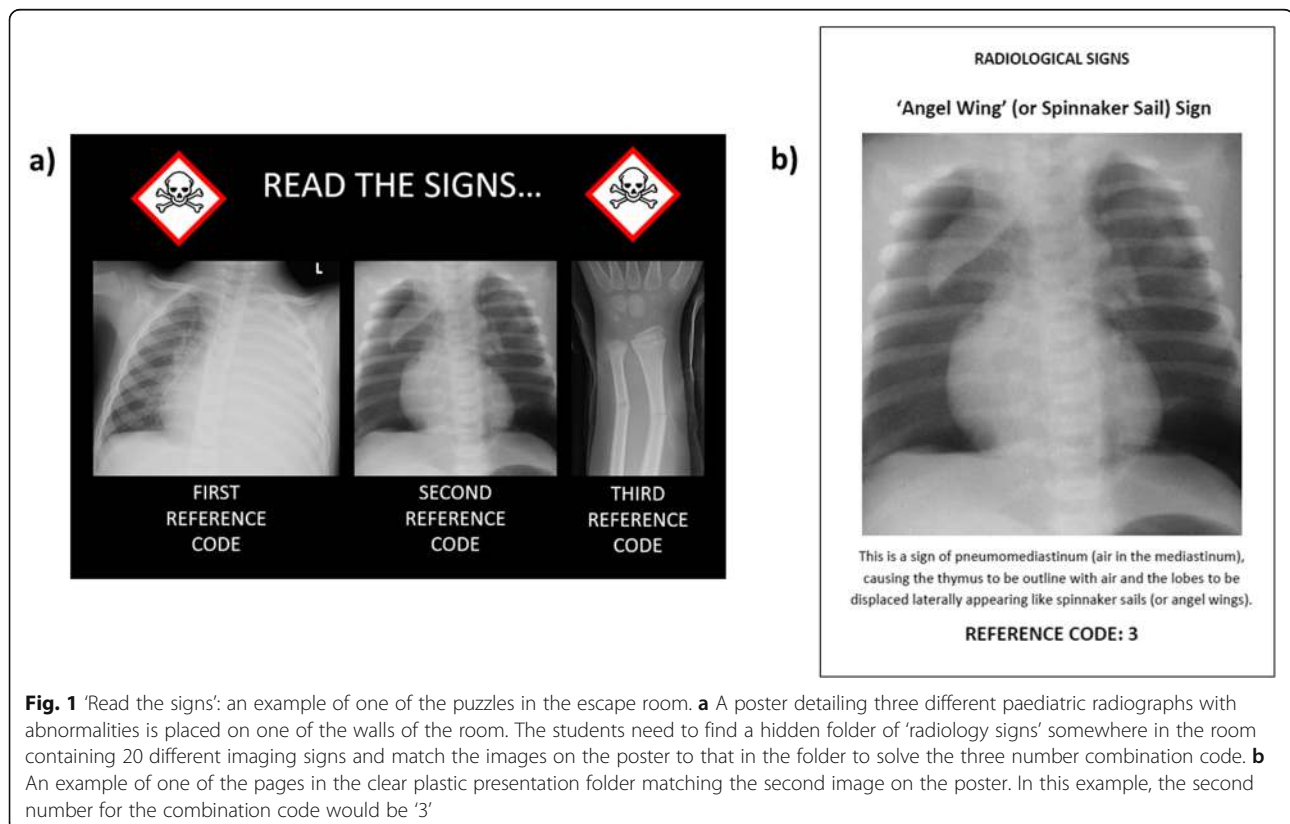 a)
READ THE SIGNS...
L
FIRST
REFERENCE
CODE
SECOND
REFERENCE
CODE
THIRD
REFERENCE
CODE
b)
RADIOLOGICAL SIGNS
‘Angel Wing’ (or Spinnaker Sail) Sign
This is a sign of pneumomediastinum (air in the mediastinum),
causing the thymus to be outline with air and the lobes to be
displaced laterally appearing like spinnaker sails (or angel wings).
REFERENCE CODE: 3
Fig. 1 ‘Read the signs’: an example of one of the puzzles in the escape room. a A poster detailing three different paediatric radiographs with
abnormalities is placed on one of the walls of the room. The students need to find a hidden folder of ‘radiology signs’ somewhere in the room
containing 20 different imaging signs and match the images on the poster to that in the folder to solve the three number combination code. b
An example of one of the pages in the clear plastic presentation folder matching the second image on the poster. In this example, the second
number for the combination code would be ‘3’